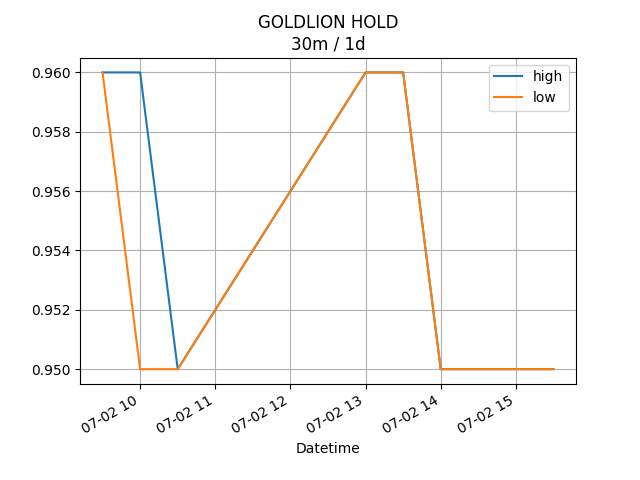 GOLDLION HOLD
30m / 1d
high
low
0.960
0.958
0.956
0.954
0.952
0.950
07-02 10
07-02 11
07-02 12
07-02 13
07-02 14
07-02 15
Datetime